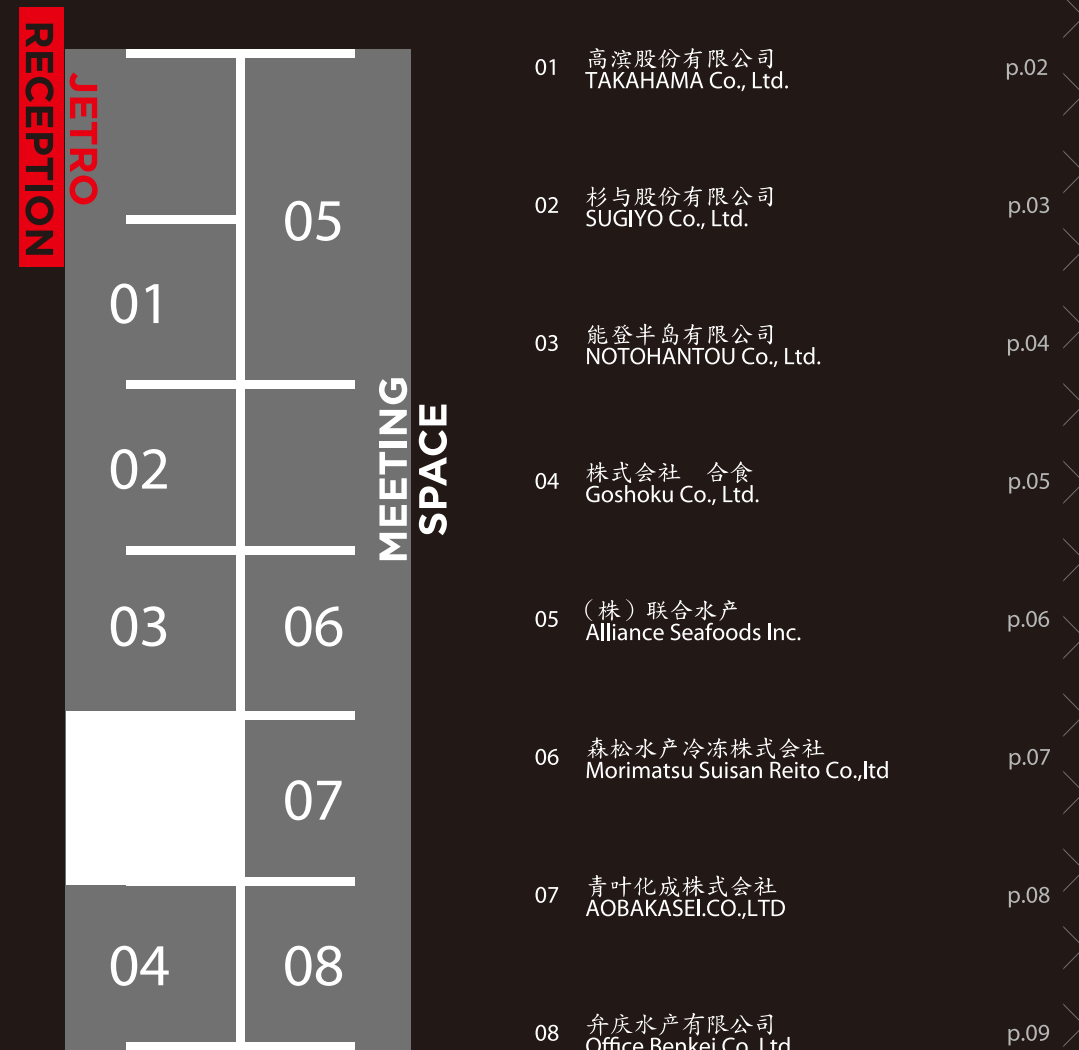 RECEPTION
JETRO
05
01
MEETING
SPACE
02
03
06
07
04
08
01 高滨股份有限公司 p.02
TAKAHAMA Co., Ltd.
02 杉与股份有限公司 p.03
SUGIYO Co., Ltd.
03 能登半岛有限公司 p.04
NOTOHANTOU Co., Ltd.
04 株式会社　合食 p.05
Goshoku Co., Ltd.
05 （株）联合水产 p.06
Alliance Seafoods Inc.
06 森松水产冷冻株式会社 p.07
Morimatsu Suisan Reito Co.,ltd
07 青叶化成株式会社 p.08
AOBAKASEI.CO.,LTD
08 弁庆水产有限公司 p.09
Office Benkei Co. Ltd